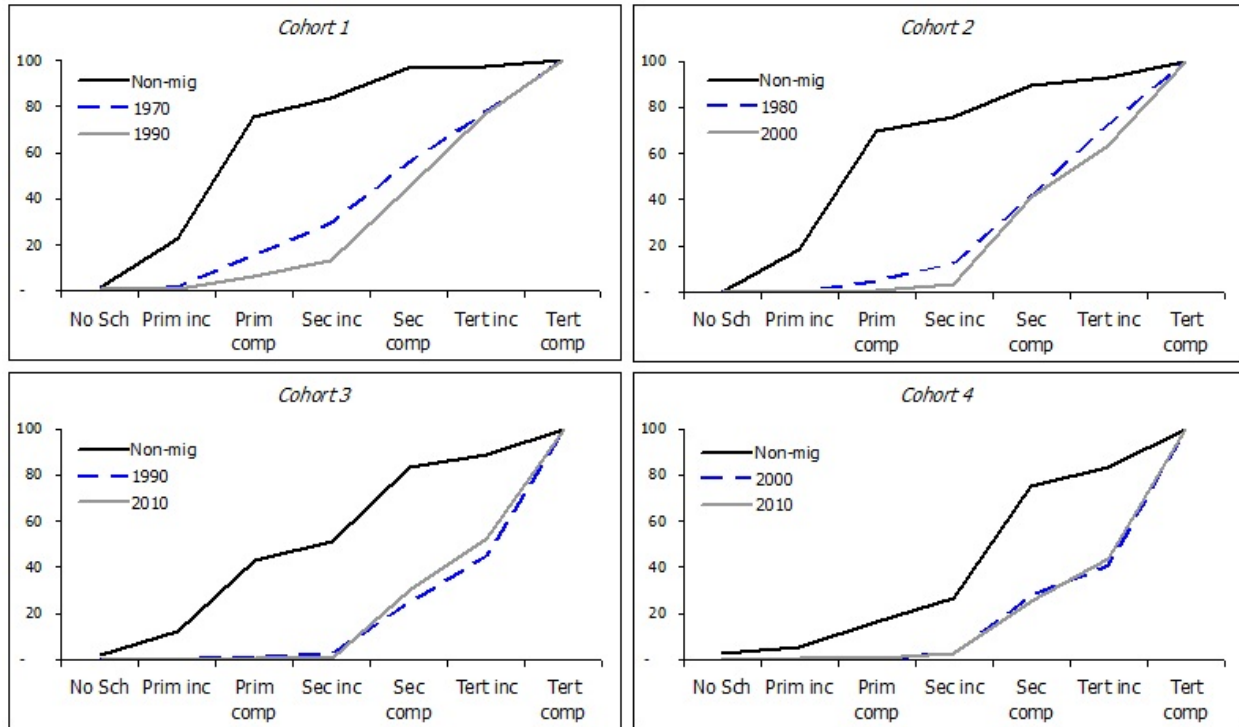 Cohort 1
100
80
60
40
20
-
Non-mig
1970
1990
No Sch Prim inc Prim comp Sec inc Sec comp Tert inc Tert comp
Cohort 2
100
80
60
40
20
-
Non-mig
1980
2000
No Sch Prim inc Prim comp Sec inc Sec comp Tert inc Tert comp
Cohort 3
100
80
60
40
20
-
Non-mig
1990
2010
No Sch Prim inc Prim comp Sec inc Sec comp Tert inc Tert comp
Cohort 4
100
80
60
40
20
-
Non-mig
2000
2010
No Sch Prim inc Prim comp Sec inc Sec comp Tert inc Tert comp